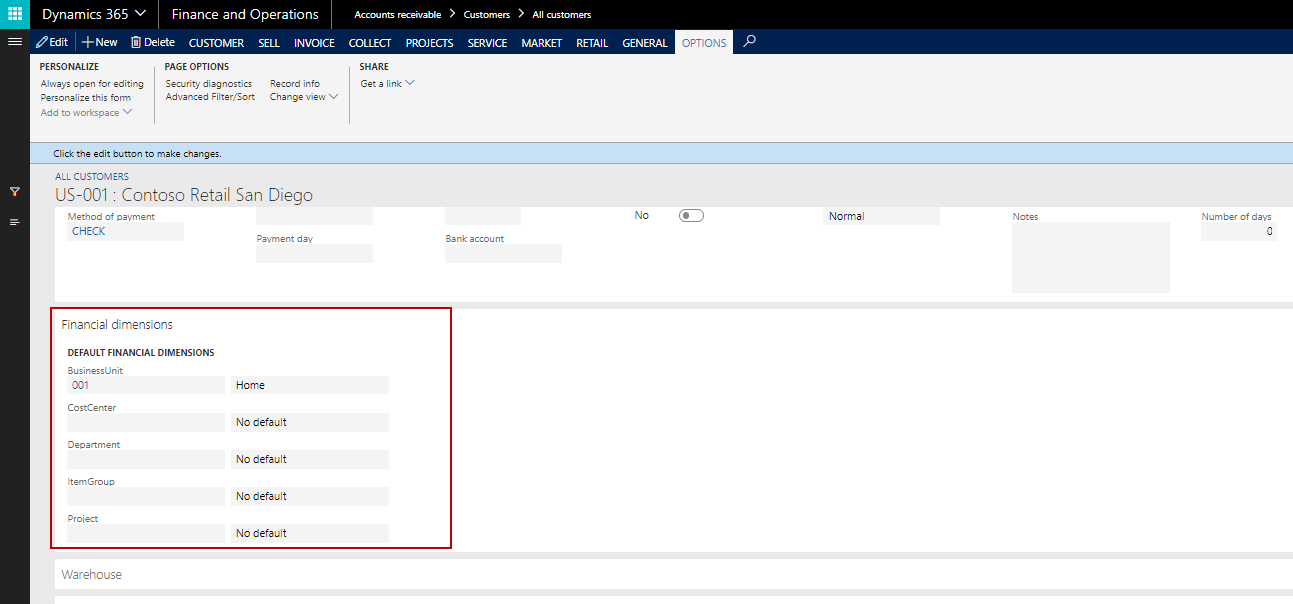 Dynamics 365 Finance and Operations Accounts receivable Customers All customers
Edit New Delete CUSTOMER SELL INVOICE COLLECT PROJECTS SERVICE MARKET RETAIL GENERAL OPTIONS
PERSONALIZE PAGE OPTIONS SHARE
Always open for editing Security diagnostics Record info Get a link
Personalize this form Advanced Filter/Sort Change view
Add to workspace
Click the edit button to make changes.
ALL CUSTOMERS
US-001 : Contoso Retail San Diego
Method of payment No Normal Notes Number of days
CHECK 0
Payment day Bank account
Financial dimensions
DEFAULT FINANCIAL DIMENSIONS
BusinessUnit
001 Home
CostCenter
No default
Department
No default
ItemGroup
No default
Project
No default
Warehouse